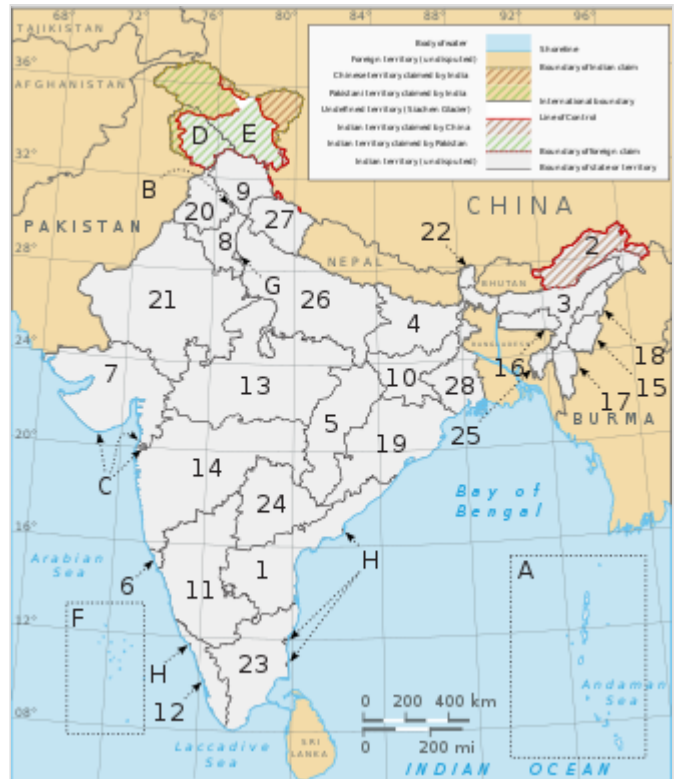 68°
72°
76°
80°
84°
88°
92°
96°
TAJIKISTAN
36°
AFGHANISTAN
32°
Body of water
Foreign territory (undisputed)
Chinese territory claimed by India
Pakistani territory claimed by India
Undefined territory (Siachen Glacier)
Indian territory claimed by China
Indian territory claimed by Pakistan
Indian territory (undisputed)
Shoreline
Boundary of Indian claim
International boundary
Line of Control
Boundary of foreign claim
Boundary of state or territory
D
E
B
9
20
27
8
G
PAKISTAN
CHINA
NEPAL
22
BHUTAN
2
28°
21
26
4
3
24°
BANGLADESH
16
18
15
17
25
BURMA
7
13
10
28
5
19
20°
C
14
24
Bay of
Bengal
16°
Arabian
Sea
6
11
1
H
A
12°
F
H
23
12
08°
0 200 400 km
0 200 mi
SRI
LANKA
Laccadive Sea
Andaman
Sea
INDIAN OCEAN